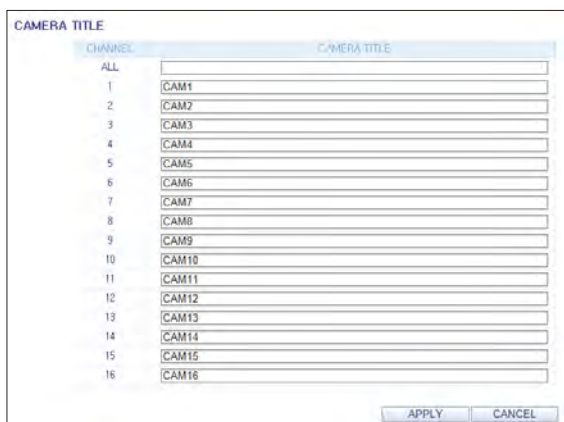 CAMERA TITLE
CHANNEL CAMERA TITLE
ALL
1 CAM1
2 CAM2
3 CAM3
4 CAM4
5 CAM5
6 CAM6
7 CAM7
8 CAM8
9 CAM9
10 CAM10
11 CAM11
12 CAM12
13 CAM13
14 CAM14
15 CAM15
16 CAM16
APPLY CANCEL